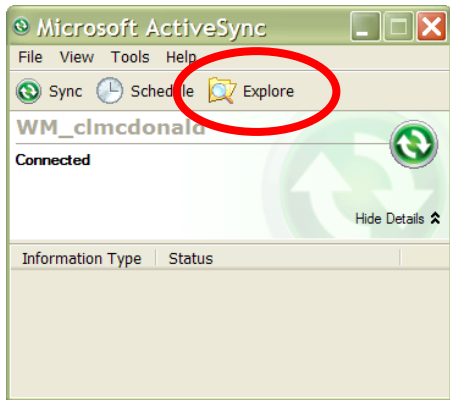 Microsoft ActiveSync
File View Tools Help
Sync Schedule Explore
WM_clmcdonald
Connected
Hide Details
Information Type Status